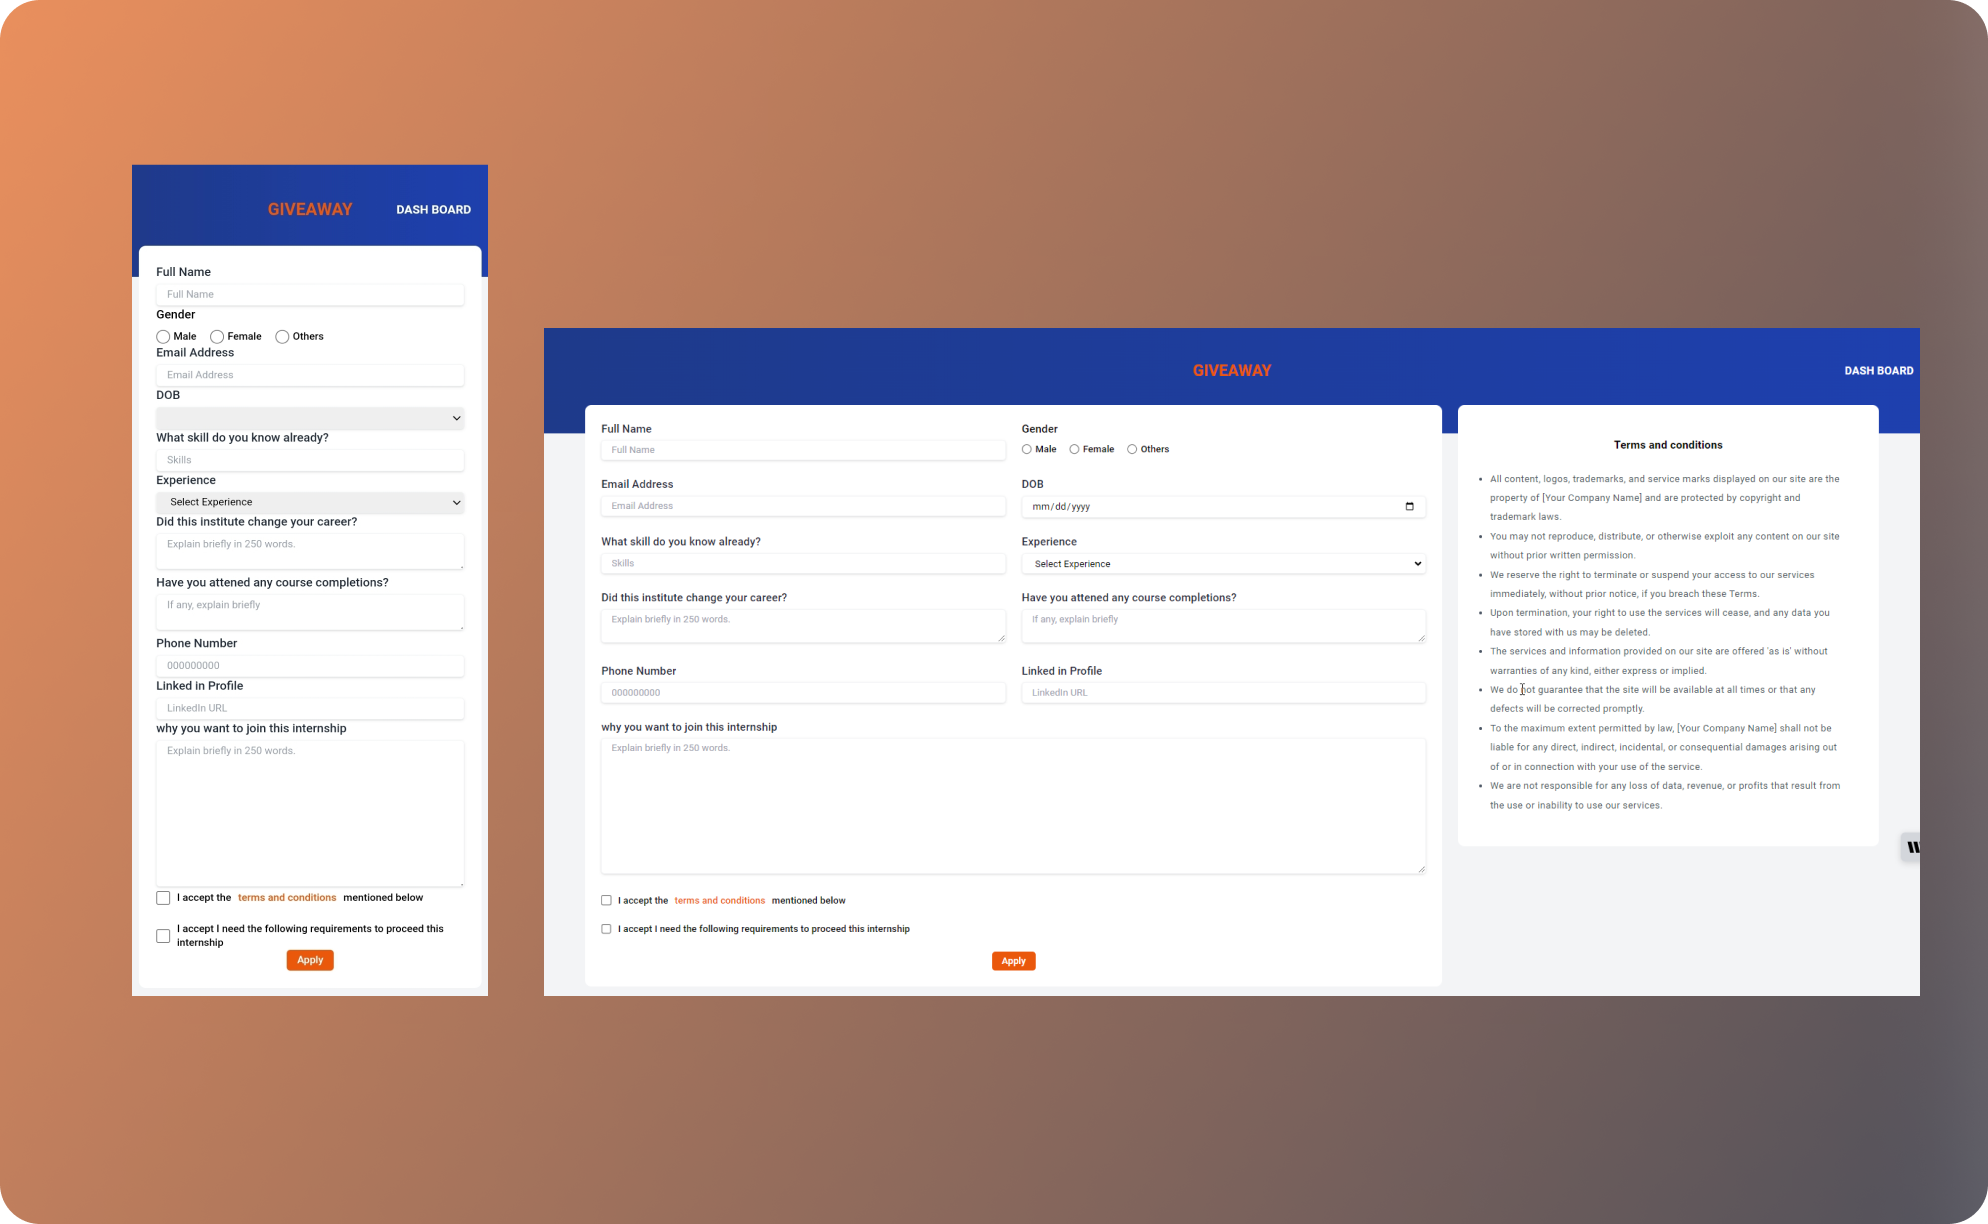 GIVEAWAY
DASH BOARD
Full Name
Full Name
Gender
Male Female Others
Email Address
Email Address
DOB
What skill do you know already?
Skills
Experience
Select Experience
Did this institute change your career?
Explain briefly in 250 words.
Have you attened any course completions?
If any, explain briefly
Phone Number
000000000
Linked in Profile
LinkedIn URL
why you want to join this internship
Explain briefly in 250 words.
I accept the terms and conditions mentioned below
I accept I need the following requirements to proceed this
internship
Apply
GIVEAWAY
DASH BOARD
Full Name
Full Name
Gender
Male Female Others
Email Address
Email Address
DOB
mm/dd/yyyy
What skill do you know already?
Skills
Experience
Select Experience
Did this institute change your career?
Explain briefly in 250 words.
Have you attened any course completions?
If any, explain briefly
Phone Number
000000000
Linked in Profile
LinkedIn URL
why you want to join this internship
Explain briefly in 250 words.
I accept the terms and conditions mentioned below
I accept I need the following requirements to proceed this internship
Apply
Terms and conditions
• All content, logos, trademarks, and service marks displayed on our site are the
property of [Your Company Name] and are protected by copyright and
trademark laws.
• You may not reproduce, distribute, or otherwise exploit any content on our site
without prior written permission.
• We reserve the right to terminate or suspend your access to our services
immediately, without prior notice, if you breach these Terms.
• Upon termination, your right to use the services will cease, and any data you
have stored with us may be deleted.
• The services and information provided on our site are offered 'as is' without
warranties of any kind, either express or implied.
• We do not guarantee that the site will be available at all times or that any
defects will be corrected promptly.
• To the maximum extent permitted by law, [Your Company Name] shall not be
liable for any direct, indirect, incidental, or consequential damages arising out
of or in connection with your use of the service.
• We are not responsible for any loss of data, revenue, or profits that result from
the use or inability to use our services.